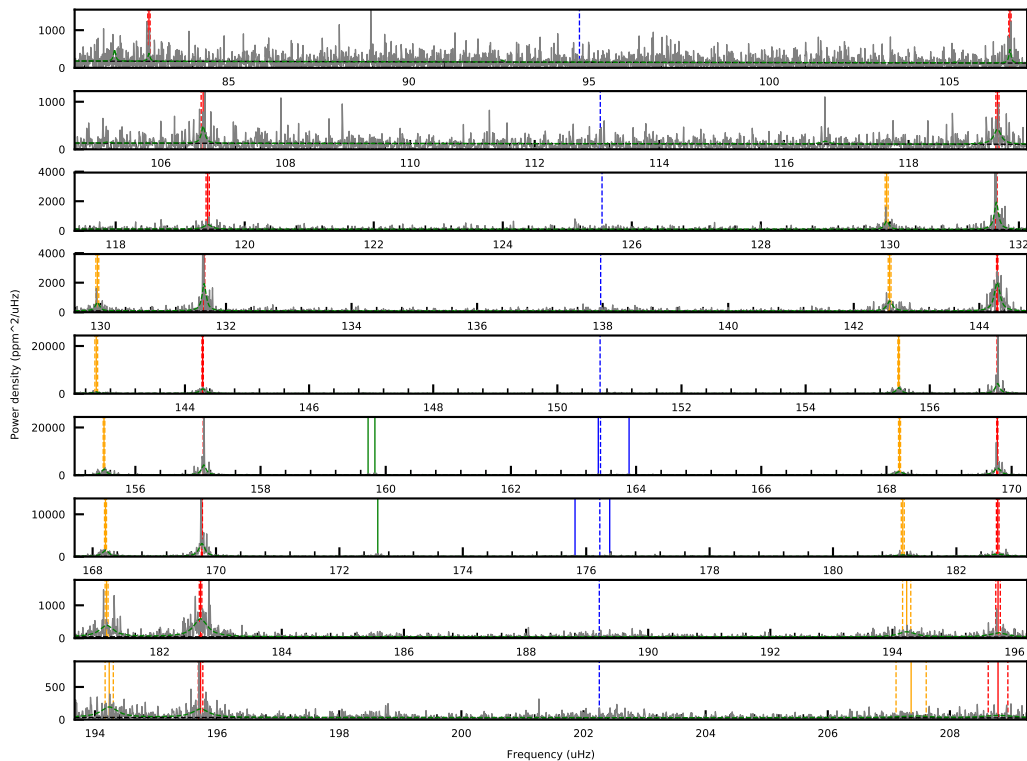 1000
0
85 90 95 100 105
1000
0
106 108 110 112 114 116 118
4000
2000
0
118 120 122 124 126 128 130 132
4000
2000
0
130 132 134 136 138 140 142 144
20000
0
144 146 148 150 152 154 156
20000
0
156 158 160 162 164 166 168 170
10000
0
168 170 172 174 176 178 180 182
1000
0
182 184 186 188 190 192 194 196
500
0
194 196 198 200 202 204 206 208
Power density (ppm^2/uHz)
Frequency (uHz)